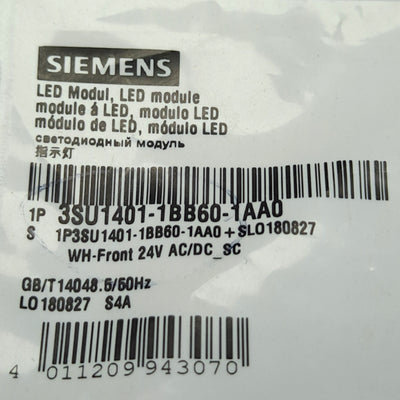 SIEMENS
LED Modul, LED module
module à LED, modulo LED
módulo de LED, módulo LED
светодиодный модуль
指示灯
1P 3SU1401-1BB60-1AA0
S 1P3SU1401-1BB60-1AA0+SLO180827
WH-Front 24V AC/DC_SC
GB/T14048.5/60Hz
LO180827 S4A
4 011209 943070